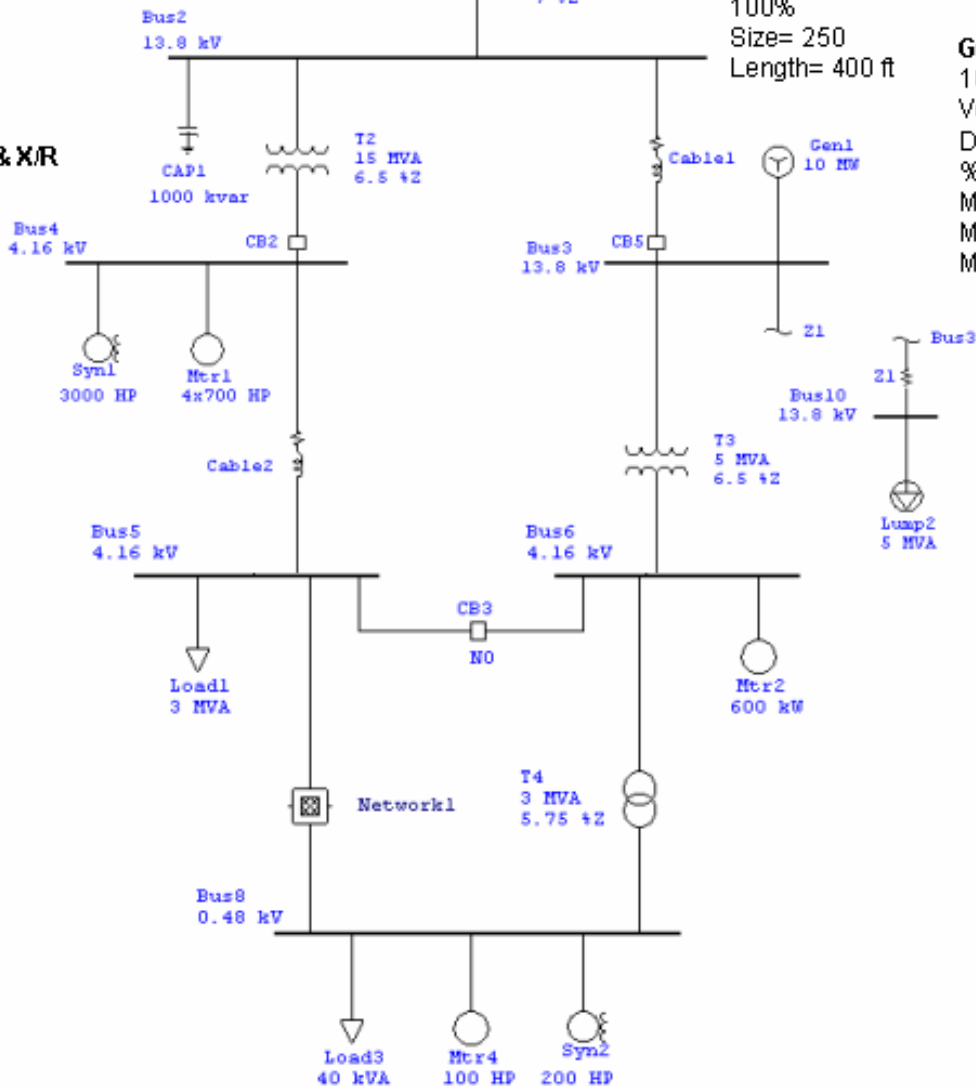 Bus2
13.8 kV
100%
Size= 250
Length= 400 ft
& X/R
CAP1
1000 kvar
T2
15 MVA
6.5 %Z
Cable1
Gen1
10 MW
Bus4
4.16 kV
CB2
Bus3
13.8 kV
CB5
Z1
Syn1
3000 HP
Mtr1
4x700 HP
Bus3
Z1
Bus10
13.8 kV
Cable2
T3
5 MVA
6.5 %Z
Lump2
5 MVA
Bus5
4.16 kV
Bus6
4.16 kV
CB3
NO
Load1
3 MVA
Mtr2
600 kW
Network1
T4
3 MVA
5.75 %Z
Bus8
0.48 kV
Load3
40 kVA
Mtr4
100 HP
Syn2
200 HP